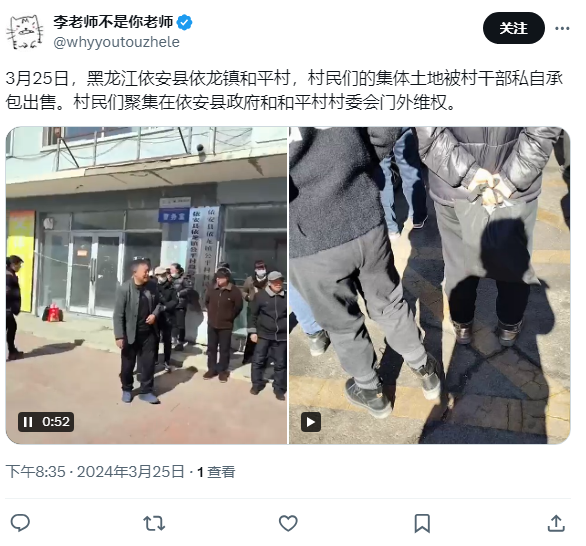 李老师不是你老师
@whyyoutouzhele
关注
3月25日，黑龙江依安县依龙镇和平村，村民们的集体土地被村干部私自承
包出售。村民们聚集在依安县政府和和平村村委会门外维权。
0:52
下午8:35 · 2024年3月25日 · 1 查看